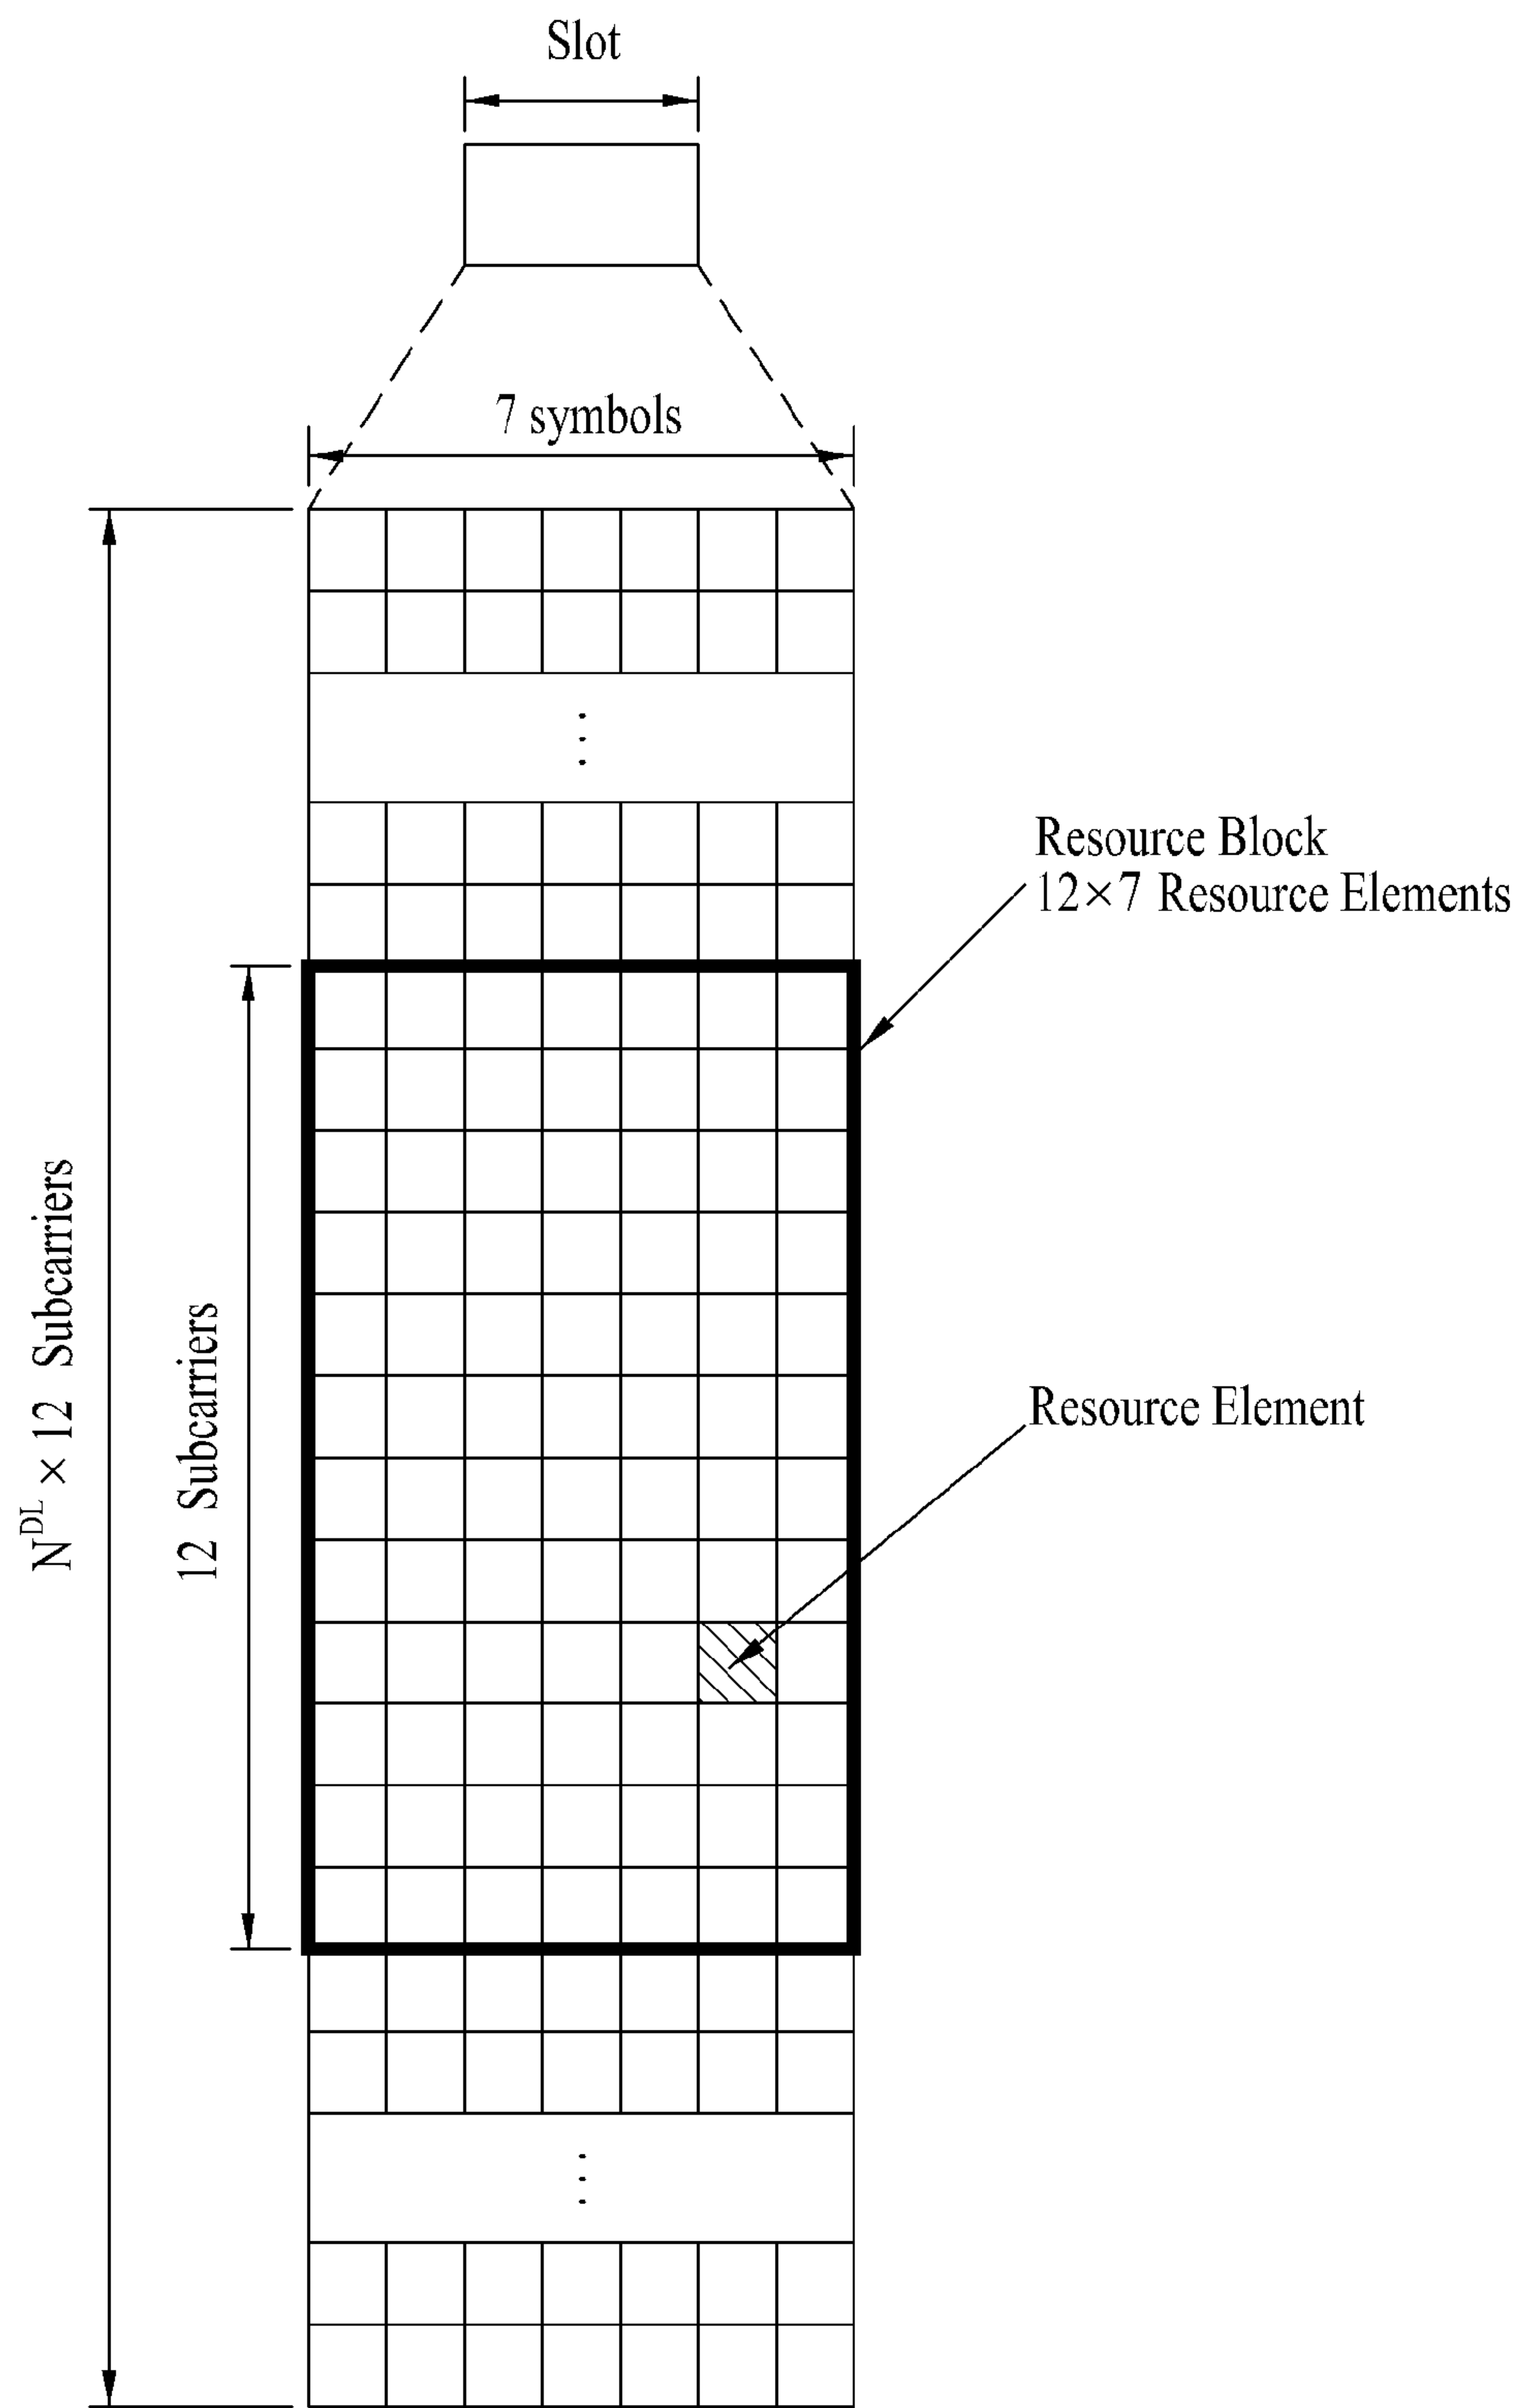 Slot
7 symbols
Resource Block
12×7 Resource Elements
N^DL × 12 Subcarriers
12 Subcarriers
Resource Element